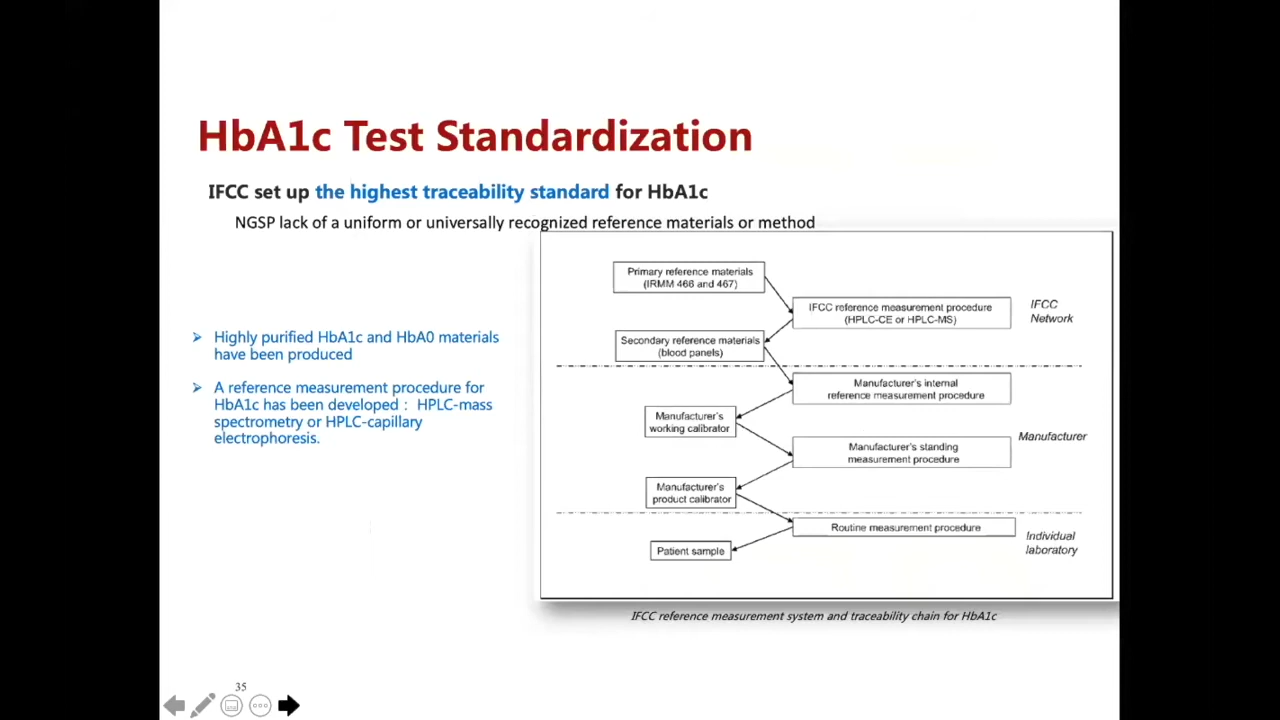 HbA1c Test Standardization
IFCC set up the highest traceability standard for HbA1c
NGSP lack of a uniform or universally recognized reference materials or method
➢ Highly purified HbA1c and HbA0 materials
have been produced
➢ A reference measurement procedure for
HbA1c has been developed： HPLC-mass
spectrometry or HPLC-capillary
electrophoresis.
Primary reference materials
(IRMM 466 and 467)
IFCC reference measurement procedure
(HPLC-CE or HPLC-MS)
IFCC
Network
Secondary reference materials
(blood panels)
Manufacturer's internal
reference measurement procedure
Manufacturer's
working calibrator
Manufacturer
Manufacturer's standing
measurement procedure
Manufacturer's
product calibrator
Routine measurement procedure
Individual
laboratory
Patient sample
IFCC reference measurement system and traceability chain for HbA1c
35